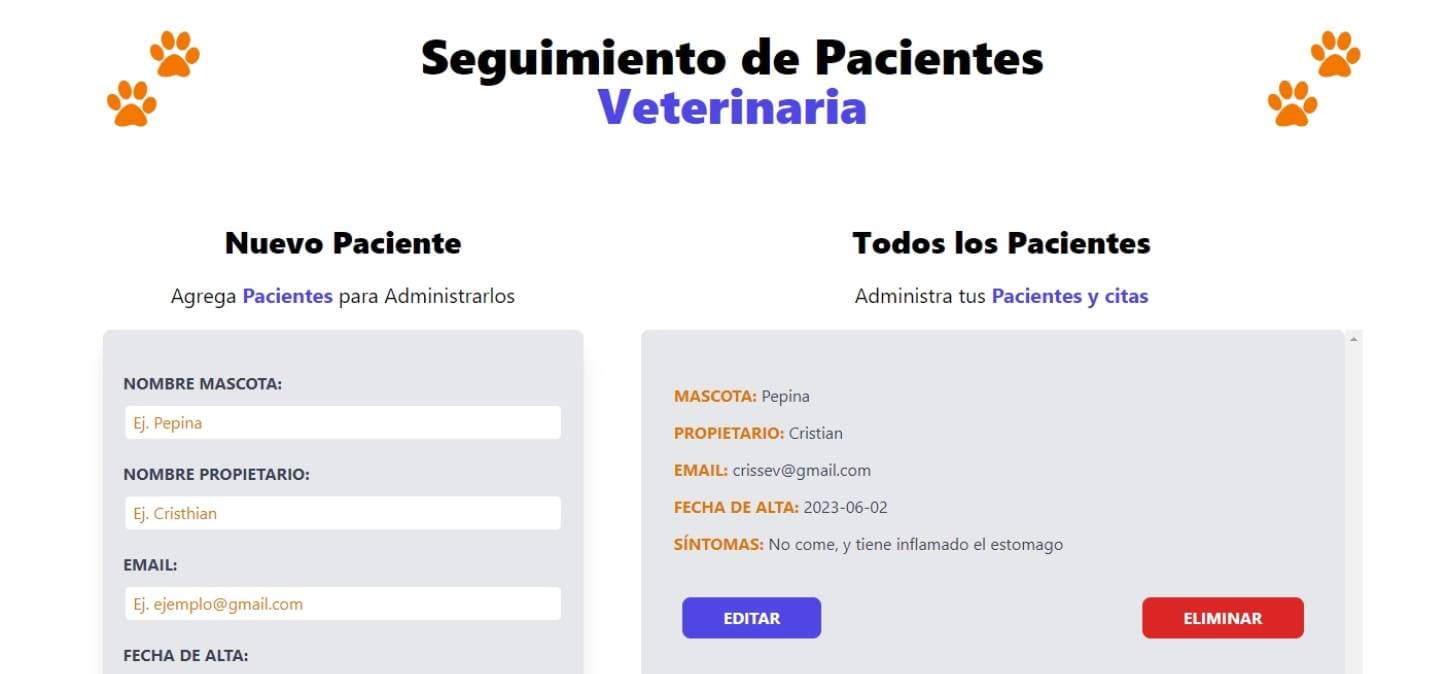 Seguimiento de Pacientes
Veterinaria
Nuevo Paciente
Agrega Pacientes para Administrarlos
NOMBRE MASCOTA:
Ej. Pepina
NOMBRE PROPIETARIO:
Ej. Cristhian
EMAIL:
Ej. ejemplo@gmail.com
FECHA DE ALTA:
Todos los Pacientes
Administra tus Pacientes y citas
MASCOTA: Pepina
PROPIETARIO: Cristian
EMAIL: crissev@gmail.com
FECHA DE ALTA: 2023-06-02
SÍNTOMAS: No come, y tiene inflamado el estomago
EDITAR
ELIMINAR